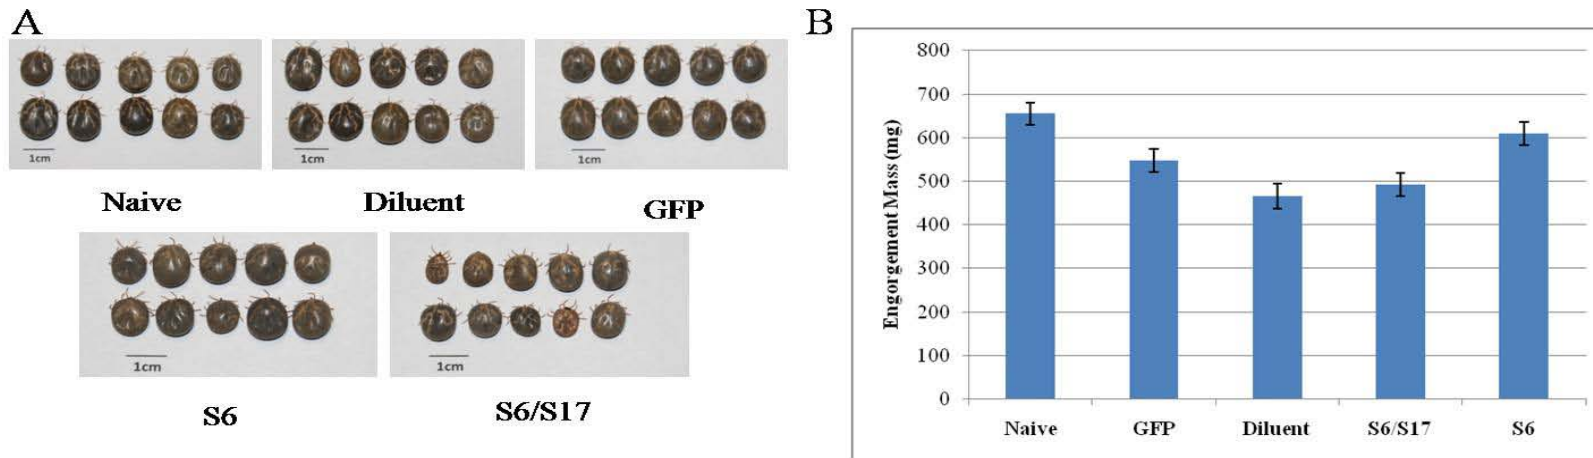 A
1cm
1cm
1cm
Naive
Diluent
GFP
1cm
1cm
S6
S6/S17
B
800
700
600
500
400
300
200
100
0
Engorgement Mass (mg)
Naive
GFP
Diluent
S6/S17
S6